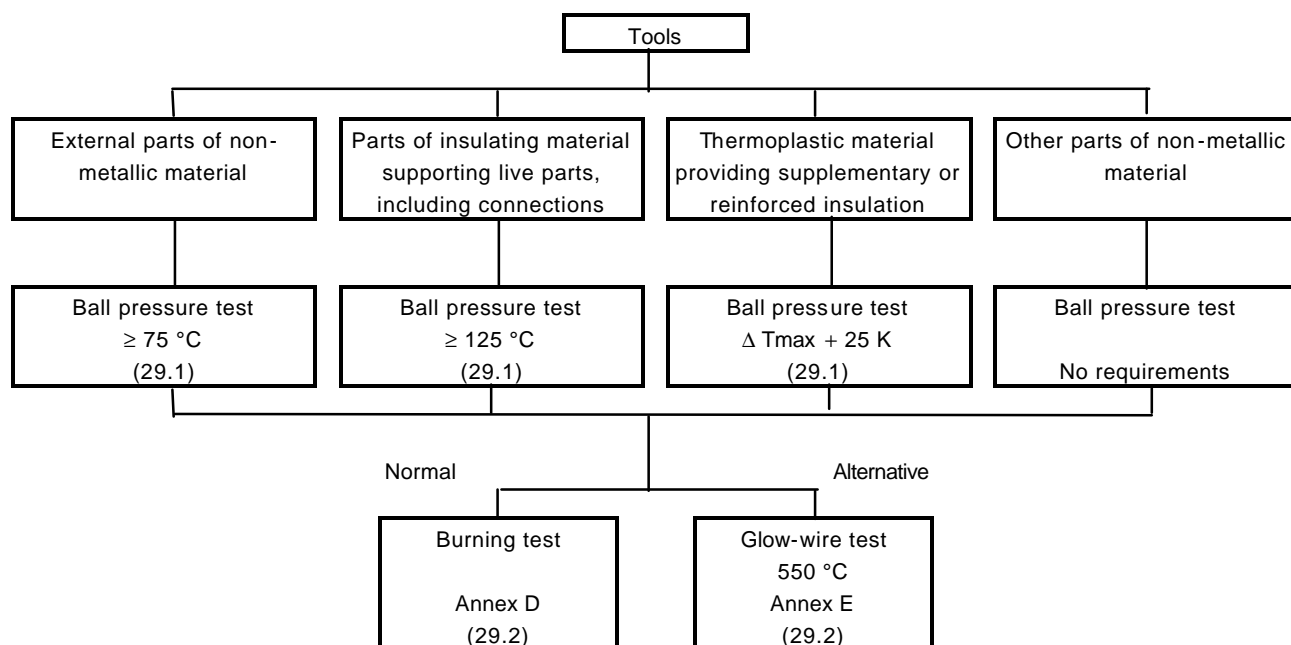 Tools
External parts of non-
metallic material
Parts of insulating material
supporting live parts,
including connections
Thermoplastic material
providing supplementary or
reinforced insulation
Other parts of non-metallic
material
Ball pressure test
≥ 75 °C
(29.1)
Ball pressure test
≥ 125 °C
(29.1)
Ball pressure test
Δ Tmax + 25 K
(29.1)
Ball pressure test
No requirements
Normal
Alternative
Burning test
Annex D
(29.2)
Glow-wire test
550 °C
Annex E
(29.2)